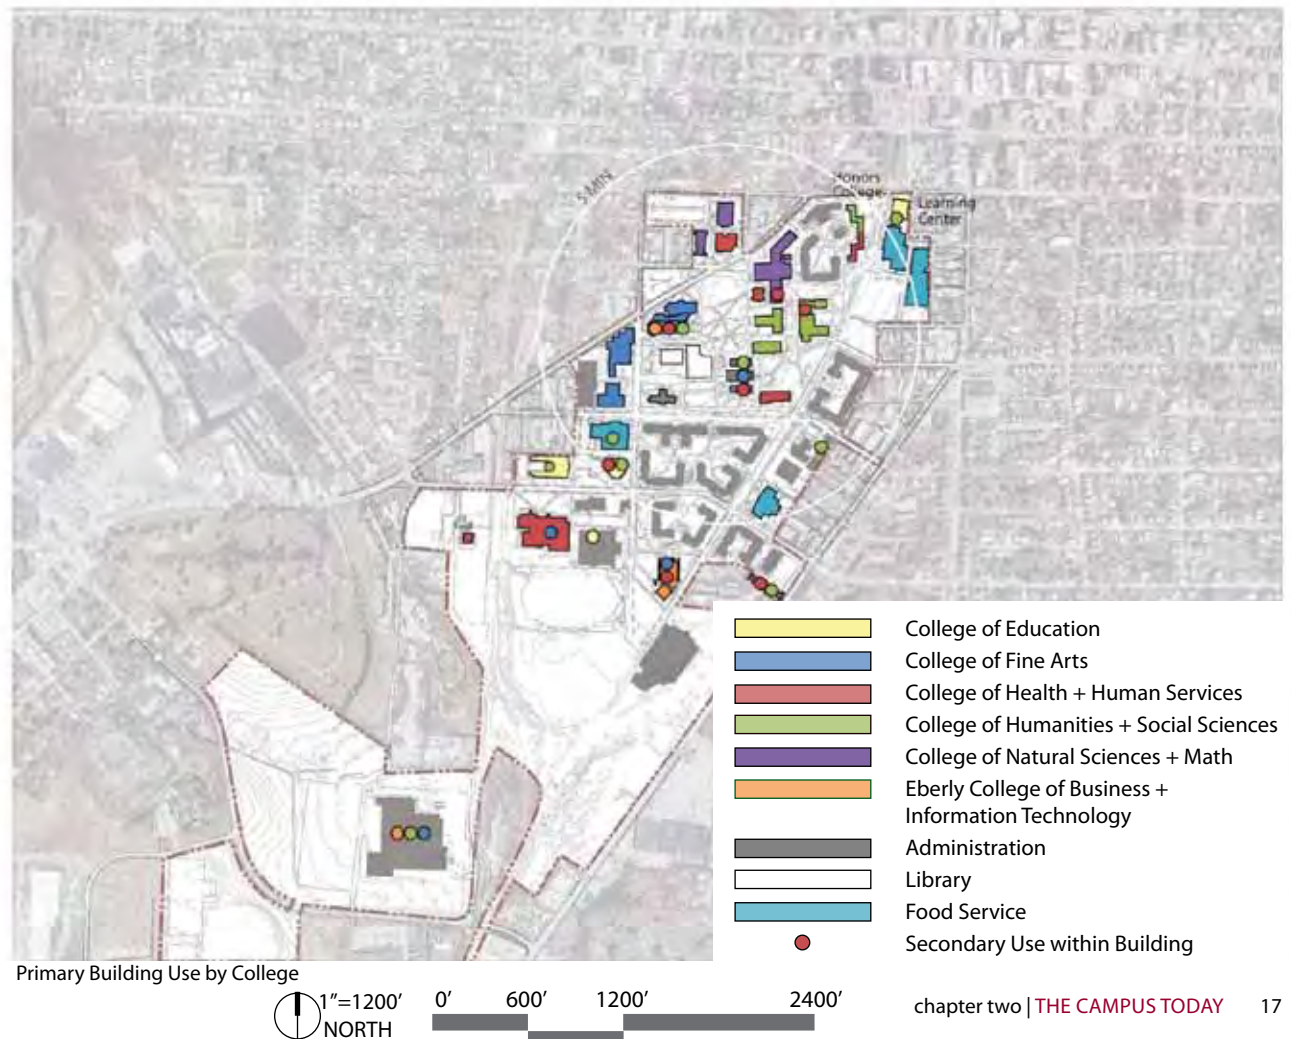 5 MIN
Honors
College
Learning
Center
College of Education
College of Fine Arts
College of Health + Human Services
College of Humanities + Social Sciences
College of Natural Sciences + Math
Eberly College of Business +
Information Technology
Administration
Library
Food Service
Secondary Use within Building
Primary Building Use by College
1”=1200’
NORTH
0’ 600’ 1200’ 2400’
chapter two | THE CAMPUS TODAY 17